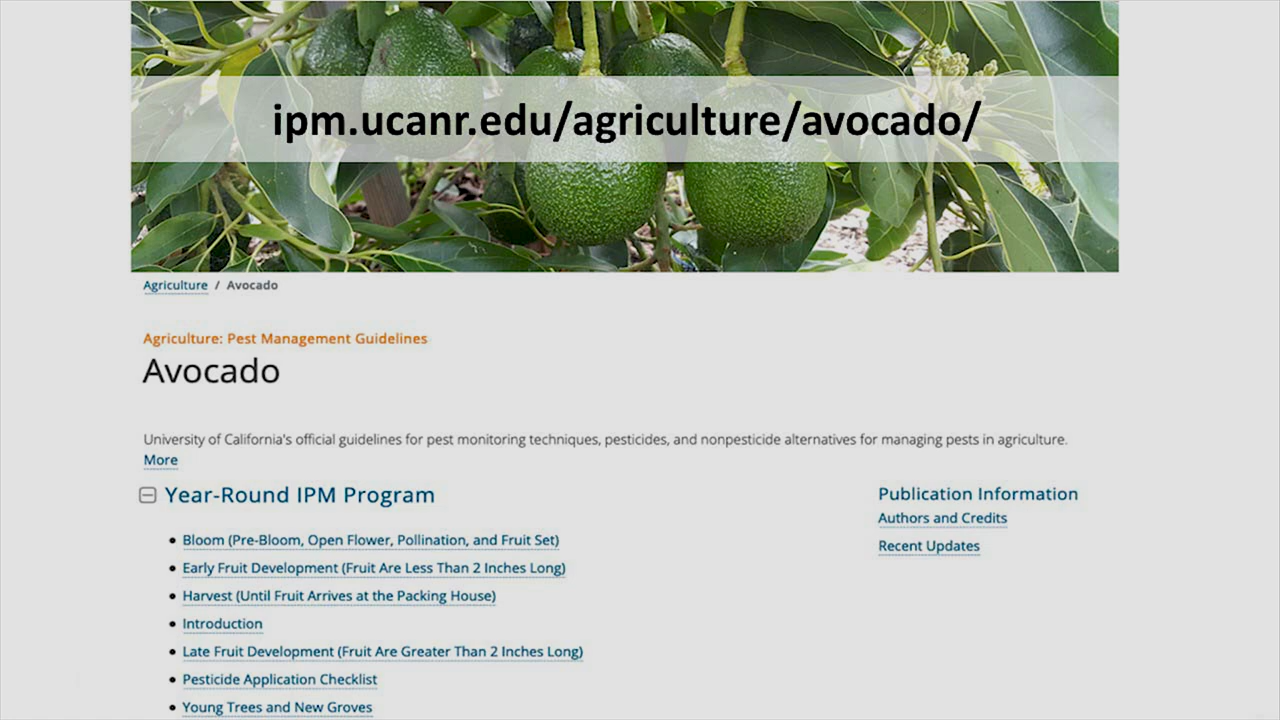 ipm.ucanr.edu/agriculture/avocado/
Agriculture / Avocado
Agriculture: Pest Management Guidelines
Avocado
University of California's official guidelines for pest monitoring techniques, pesticides, and nonpesticide alternatives for managing pests in agriculture.
More
Year-Round IPM Program
Bloom (Pre-Bloom, Open Flower, Pollination, and Fruit Set)
Early Fruit Development (Fruit Are Less Than 2 Inches Long)
Harvest (Until Fruit Arrives at the Packing House)
Introduction
Late Fruit Development (Fruit Are Greater Than 2 Inches Long)
Pesticide Application Checklist
Young Trees and New Groves
Publication Information
Authors and Credits
Recent Updates